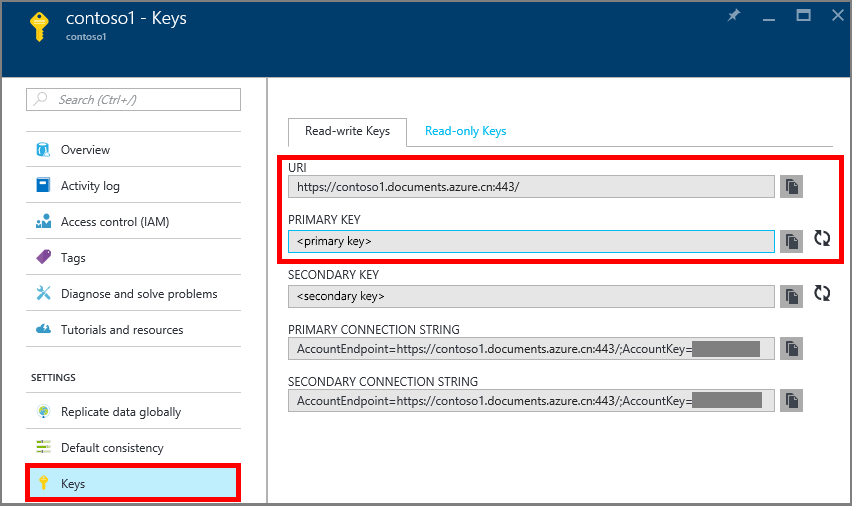 contoso1 - Keys
contoso1
Search (Ctrl+/)
Overview
Activity log
Access control (IAM)
Tags
Diagnose and solve problems
Tutorials and resources
SETTINGS
Replicate data globally
Default consistency
Keys
Read-write Keys
Read-only Keys
URI
https://contoso1.documents.azure.cn:443/
PRIMARY KEY
<primary key>
SECONDARY KEY
<secondary key>
PRIMARY CONNECTION STRING
AccountEndpoint=https://contoso1.documents.azure.cn:443/;AccountKey=
SECONDARY CONNECTION STRING
AccountEndpoint=https://contoso1.documents.azure.cn:443/;AccountKey=